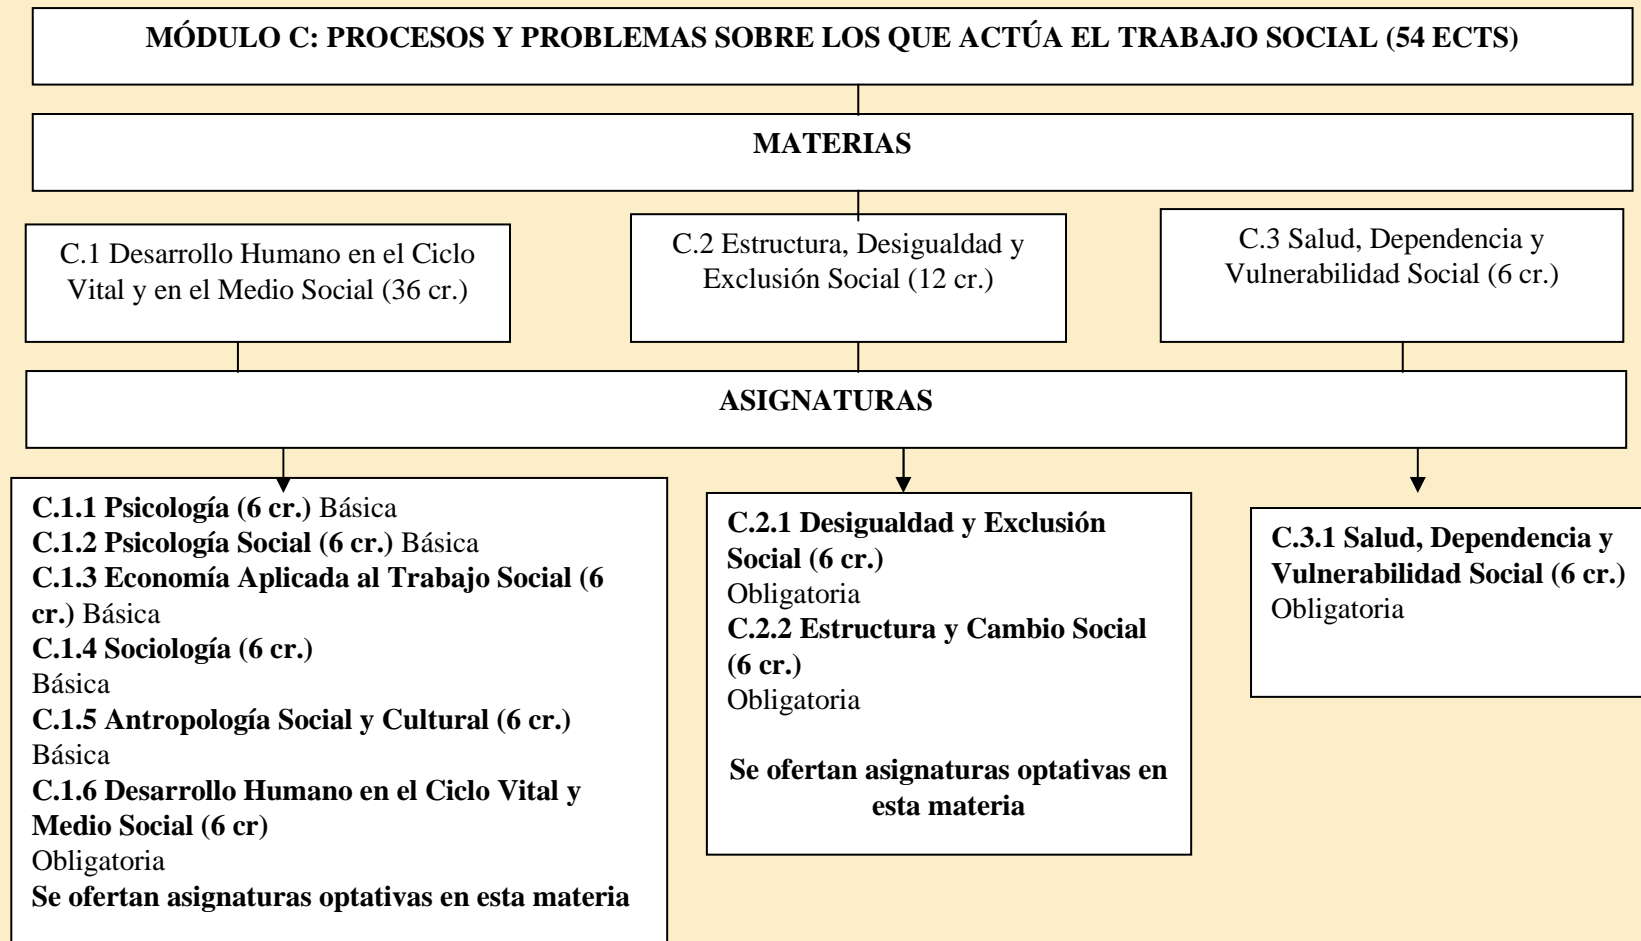 MÓDULO C: PROCESOS Y PROBLEMAS SOBRE LOS QUE ACTÚA EL TRABAJO SOCIAL (54 ECTS)
MATERIAS
C.1 Desarrollo Humano en el Ciclo
Vital y en el Medio Social (36 cr.)
C.2 Estructura, Desigualdad y
Exclusión Social (12 cr.)
C.3 Salud, Dependencia y
Vulnerabilidad Social (6 cr.)
ASIGNATURAS
C.1.1 Psicología (6 cr.) Básica
C.1.2 Psicología Social (6 cr.) Básica
C.1.3 Economía Aplicada al Trabajo Social (6
cr.) Básica
C.1.4 Sociología (6 cr.)
Básica
C.1.5 Antropología Social y Cultural (6 cr.)
Básica
C.1.6 Desarrollo Humano en el Ciclo Vital y
Medio Social (6 cr)
Obligatoria
Se ofertan asignaturas optativas en esta materia
C.2.1 Desigualdad y Exclusión
Social (6 cr.)
Obligatoria
C.2.2 Estructura y Cambio Social
(6 cr.)
Obligatoria
Se ofertan asignaturas optativas en
esta materia
C.3.1 Salud, Dependencia y
Vulnerabilidad Social (6 cr.)
Obligatoria